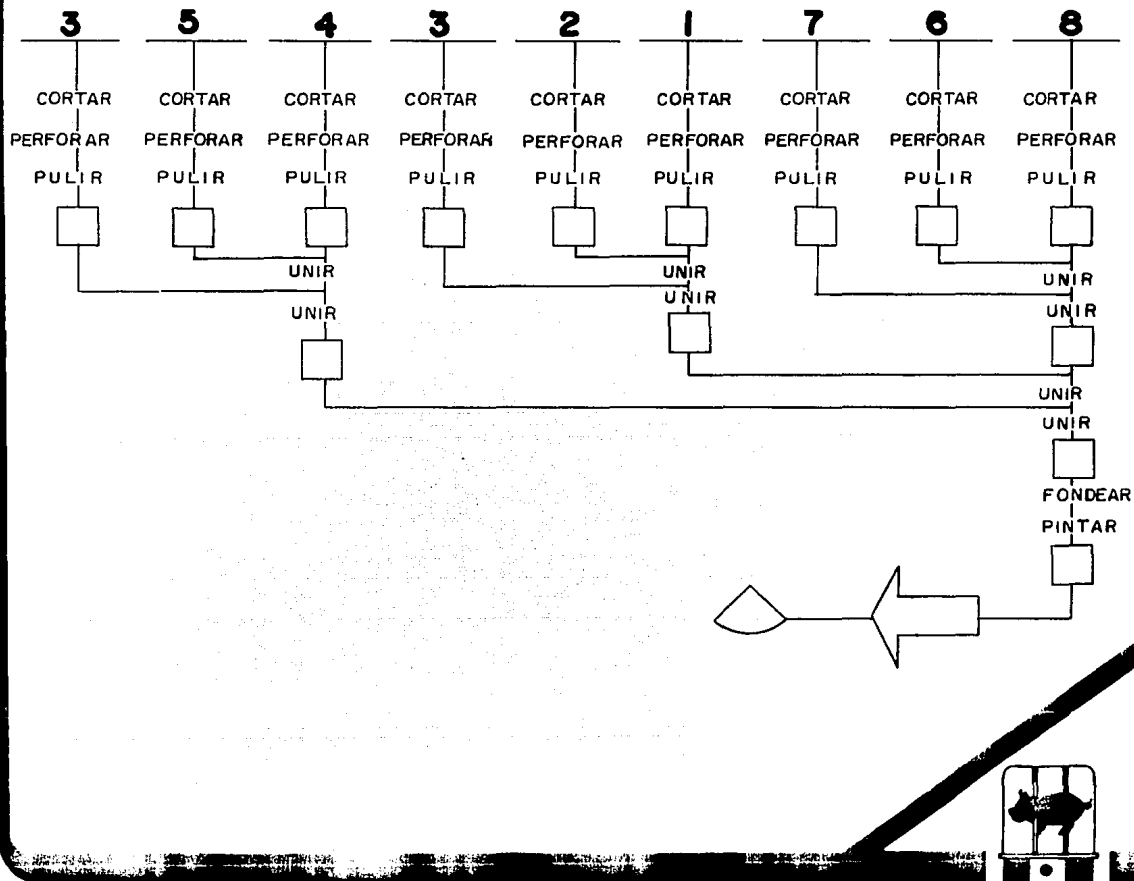 3 5 4 3 2 1 7 6 8
CORTAR CORTAR CORTAR CORTAR CORTAR CORTAR CORTAR CORTAR CORTAR
PERFORAR PERFORAR PERFORAR PERFORAR PERFORAR PERFORAR PERFORAR PERFORAR PERFORAR
PULIR PULIR PULIR PULIR PULIR PULIR PULIR PULIR PULIR
UNIR UNIR UNIR
UNIR UNIR UNIR
UNIR
UNIR
FONDEAR
PINTAR